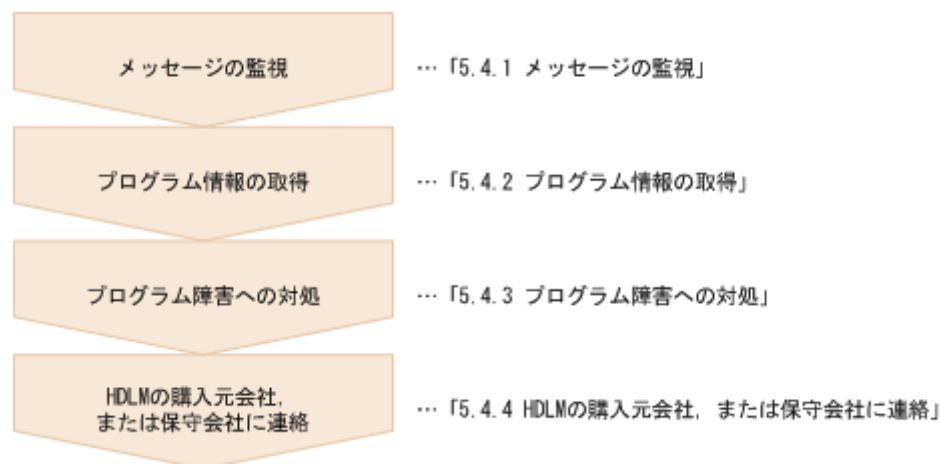 メッセージの監視 … 「5.4.1 メッセージの監視」
プログラム情報の取得 … 「5.4.2 プログラム情報の取得」
プログラム障害への対処 … 「5.4.3 プログラム障害への対処」
HDLMの購入元会社,
または保守会社に連絡 … 「5.4.4 HDLMの購入元会社, または保守会社に連絡」